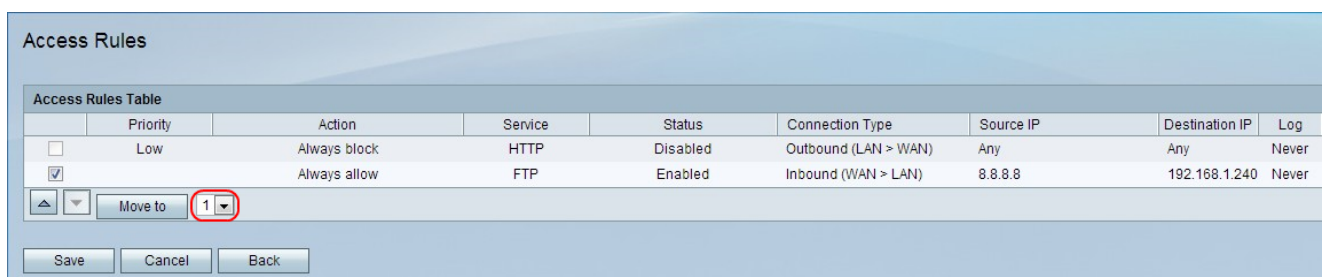 Access Rules
Access Rules Table
Priority Action Service Status Connection Type Source IP Destination IP Log
Low Always block HTTP Disabled Outbound (LAN > WAN) Any Any Never
Always allow FTP Enabled Inbound (WAN > LAN) 8.8.8.8 192.168.1.240 Never
Move to 1
Save Cancel Back